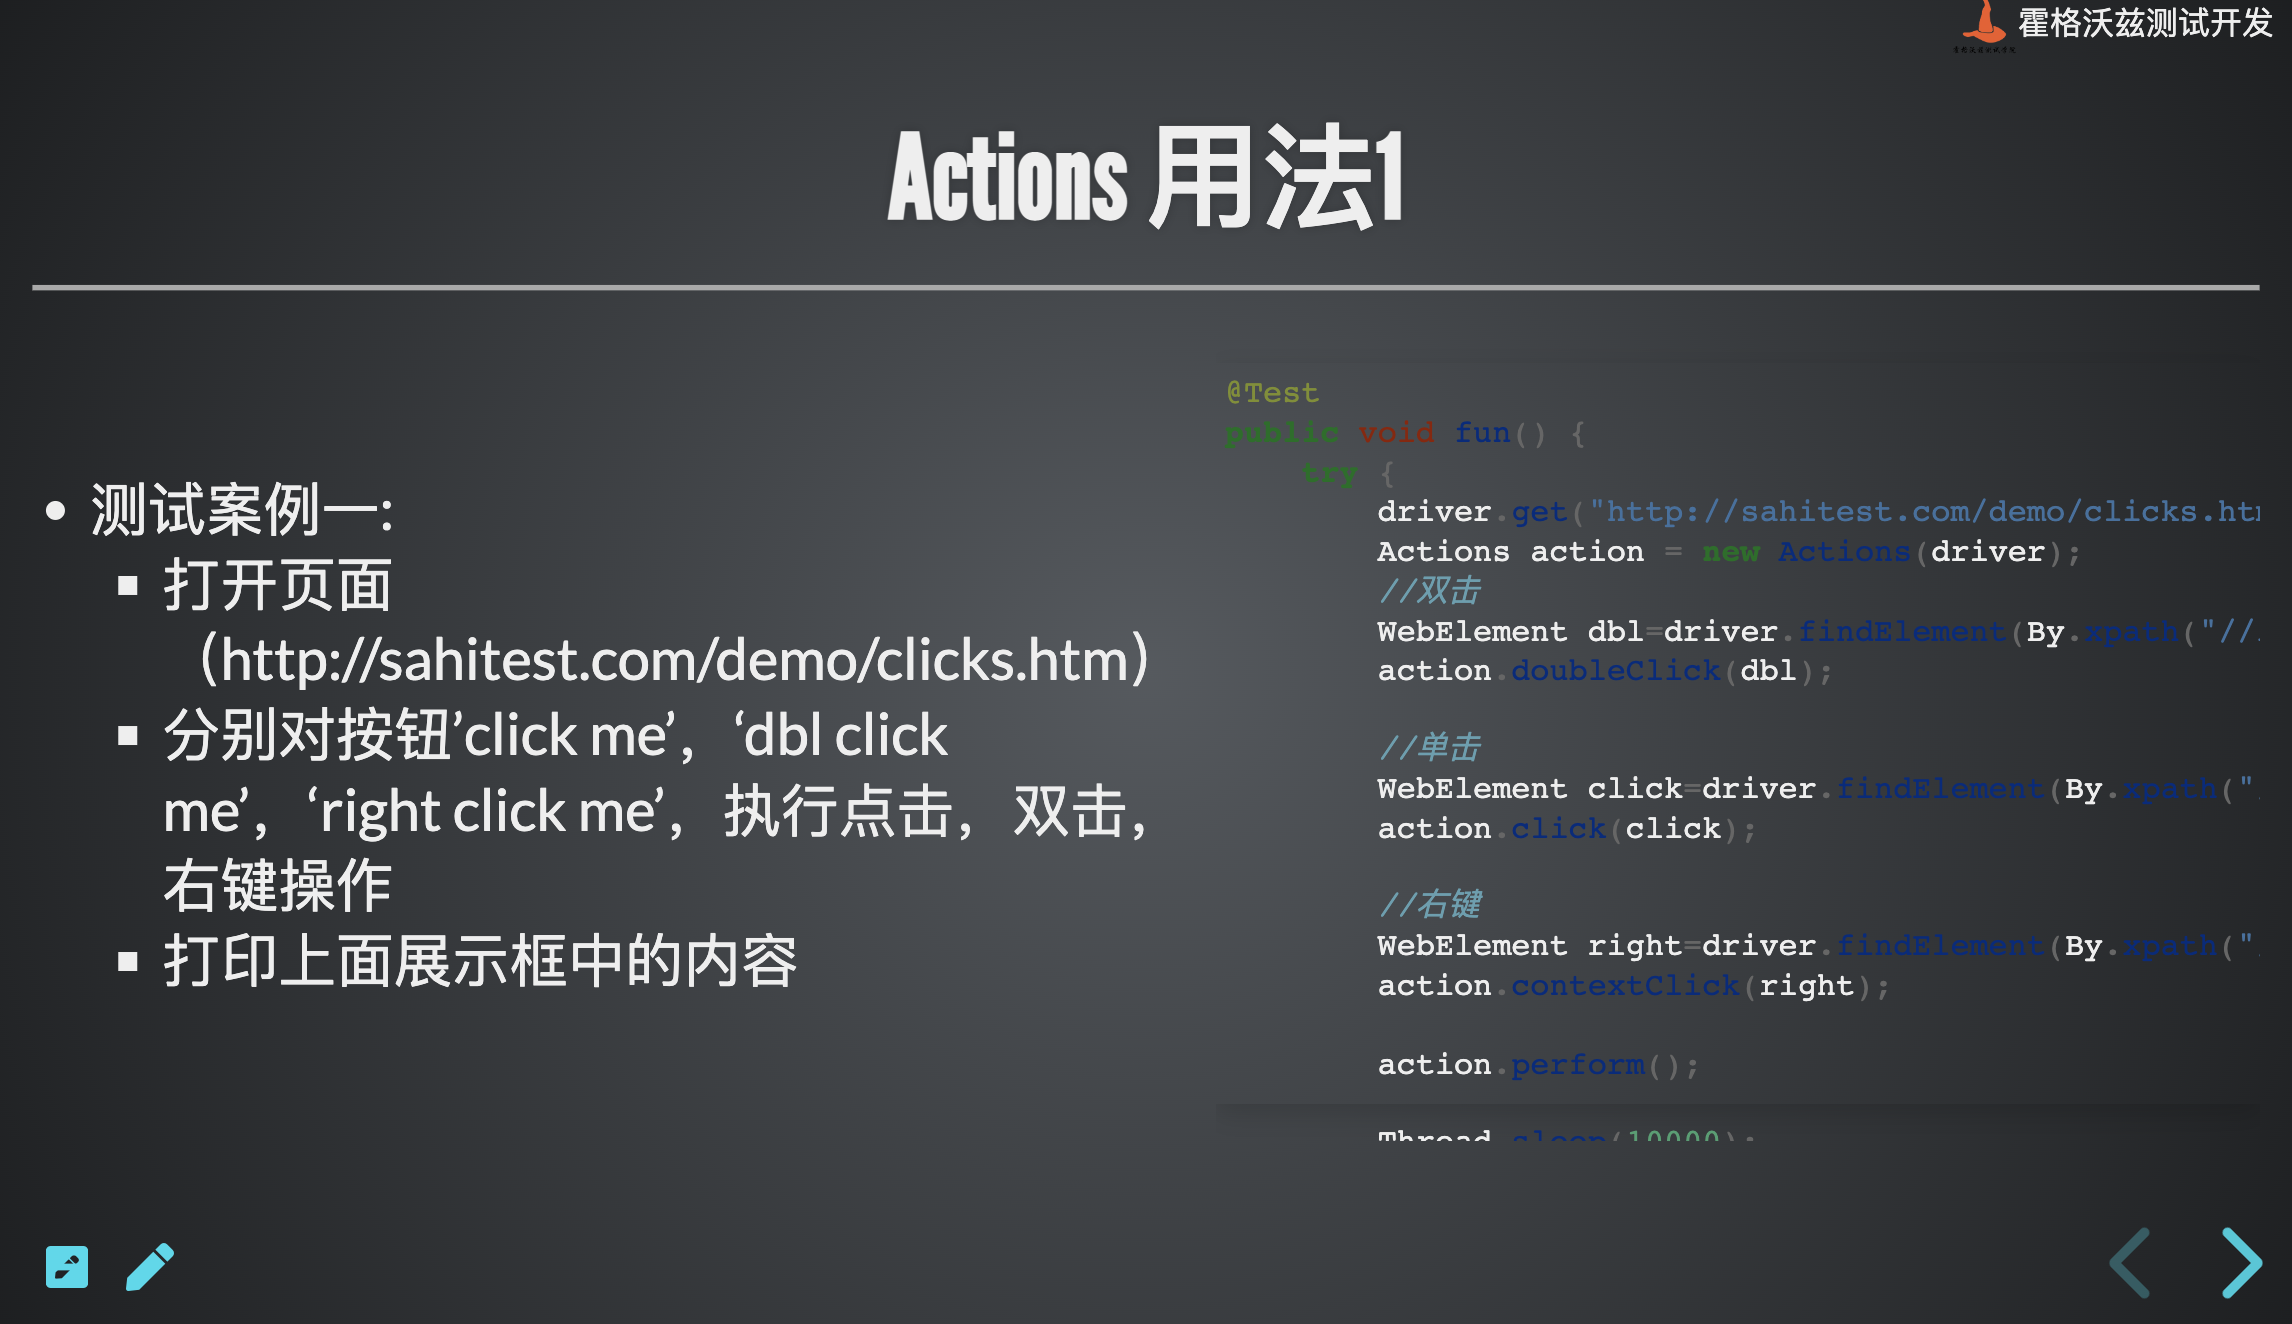 霍格沃兹测试开发
Actions 用法1
测试案例一:
打开页面
（http://sahitest.com/demo/clicks.htm）
分别对按钮’click me’，‘dbl click
me’，‘right click me’，执行点击，双击，
右键操作
打印上面展示框中的内容
@Test
public void fun() {
try {
driver.get("http://sahitest.com/demo/clicks.htm
Actions action = new Actions(driver);
//双击
WebElement dbl=driver.findElement(By.xpath("//
action.doubleClick(dbl);
//单击
WebElement click=driver.findElement(By.xpath("
action.click(click);
//右键
WebElement right=driver.findElement(By.xpath("
action.contextClick(right);
action.perform();
Thread.sleep(10000);